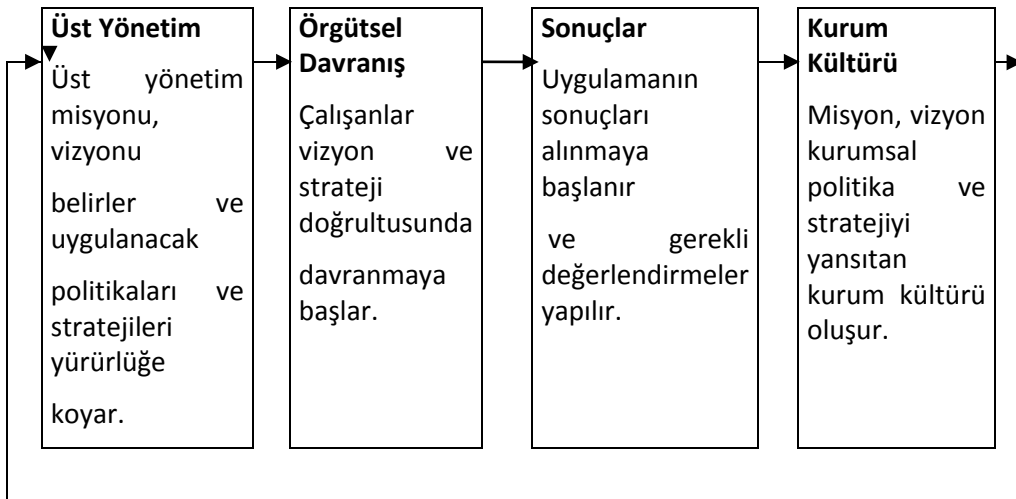 Üst Yönetim
Üst yönetim
misyonu,
vizyonu
belirler ve
uygulanacak
politikaları ve
stratejileri
yürürlüğe
koyar.
Örgütsel
Davranış
Çalışanlar
vizyon ve
strateji
doğrultusunda
davranmaya
başlar.
Sonuçlar
Uygulamanın
sonuçları
alınmaya
başlanır
ve gerekli
değerlendirmeler
yapılır.
Kurum
Kültürü
Misyon, vizyon
kurumsal
politika ve
stratejiyi
yansıtan
kurum kültürü
oluşur.